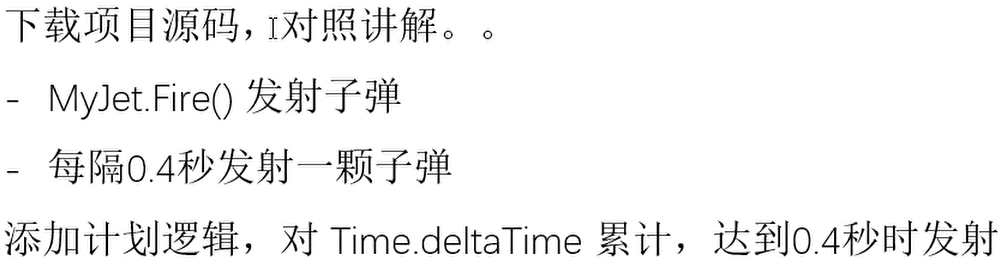 下载项目源码，对照讲解。。
- MyJet.Fire() 发射子弹
- 每隔0.4秒发射一颗子弹
添加计划逻辑，对 Time.deltaTime 累计，达到0.4秒时发射